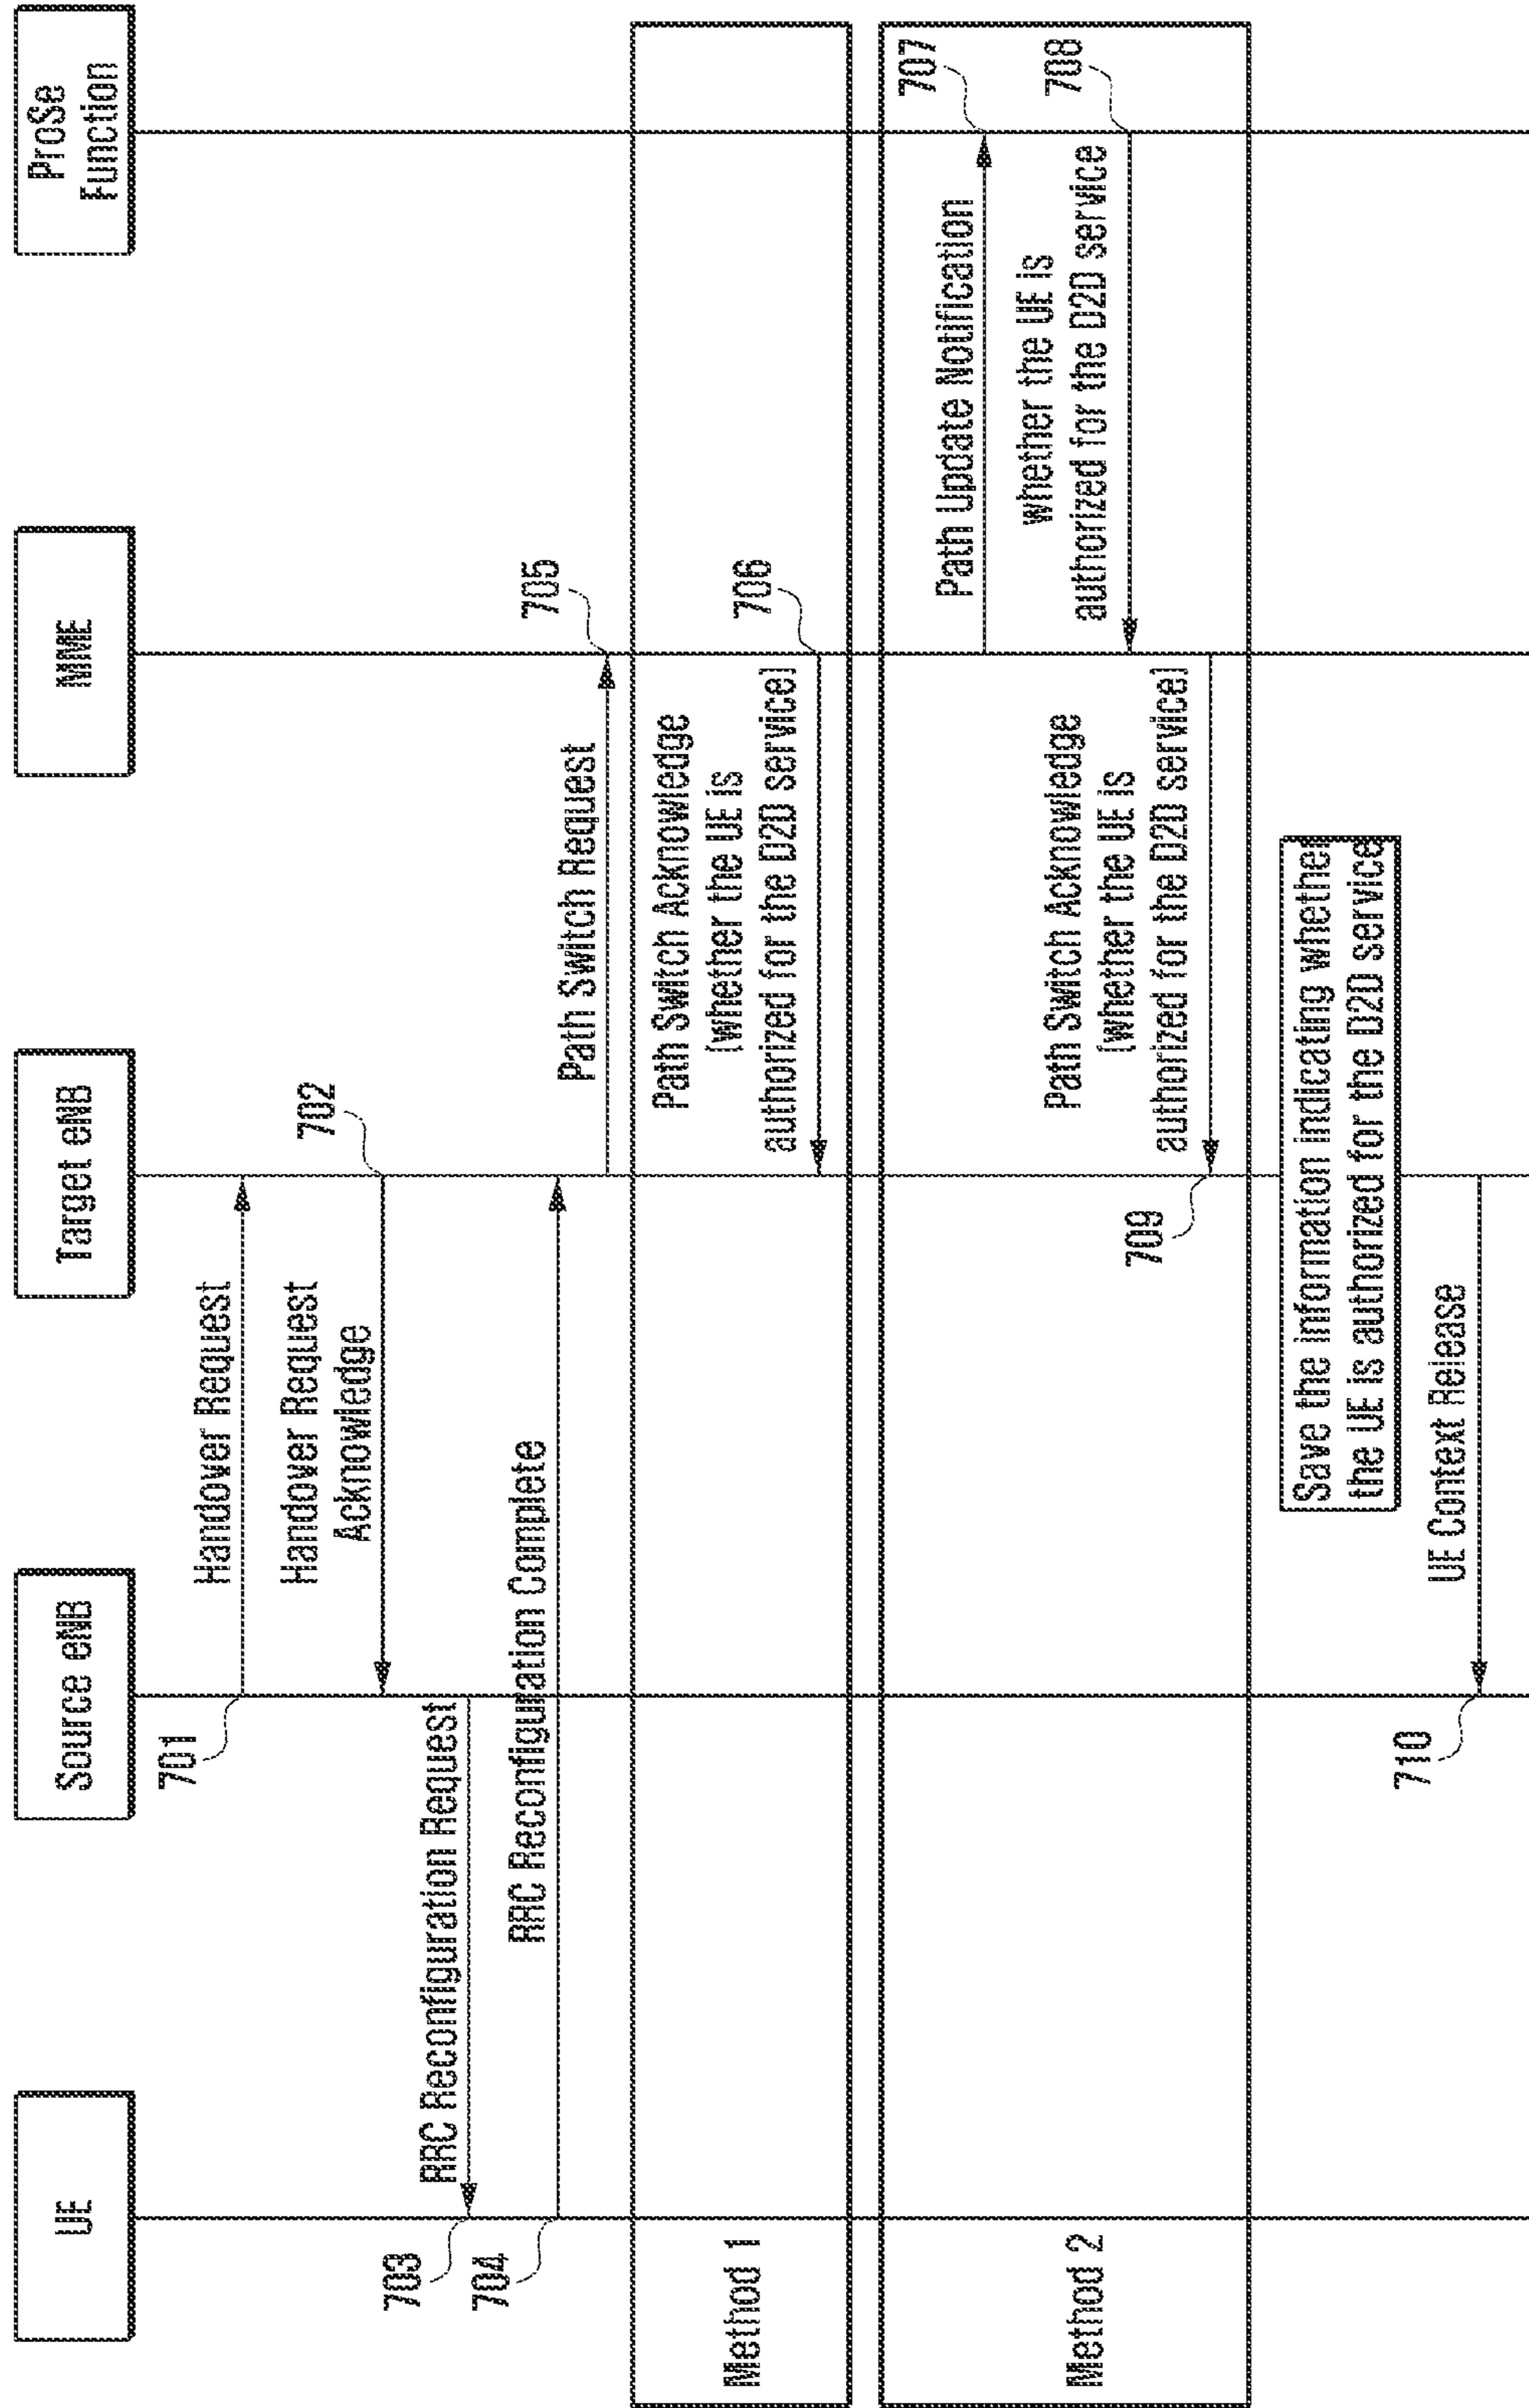 UE
Source eNB
Target eNB
MME
ProSe
Function
701
Handover Request
Handover Request
Acknowledge
702
703
RRC Reconfiguration Request
704
RRC Reconfiguration Complete
Path Switch Request
705
Method 1
Path Switch Acknowledge
(whether the UE is
authorized for the D2D service)
706
Method 2
Path Update Notification
707
whether the UE is
authorized for the D2D service
708
Path Switch Acknowledge
(whether the UE is
authorized for the D2D service)
709
Save the information indicating whether
the UE is authorized for the D2D service
UE Context Release
710